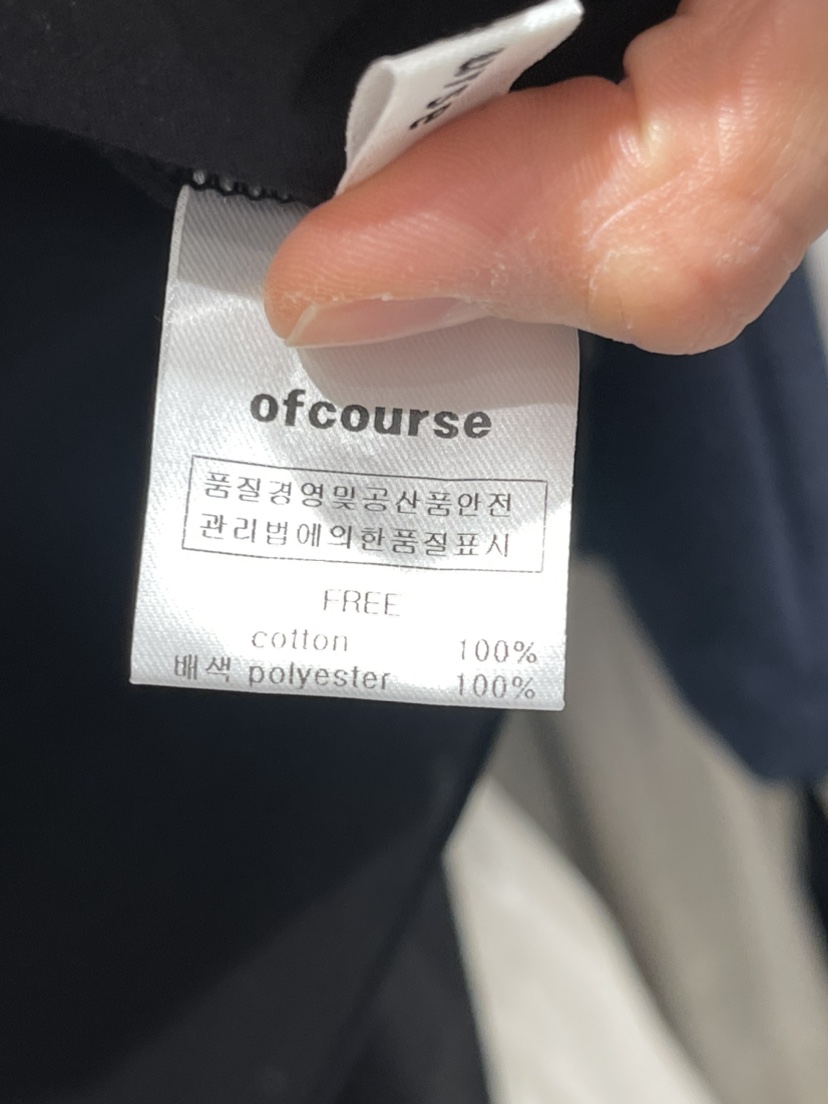 ofcourse
품질경영및공산품안전
관리법에의한품질표시
FREE
cotton 100%
배색 polyester 100%